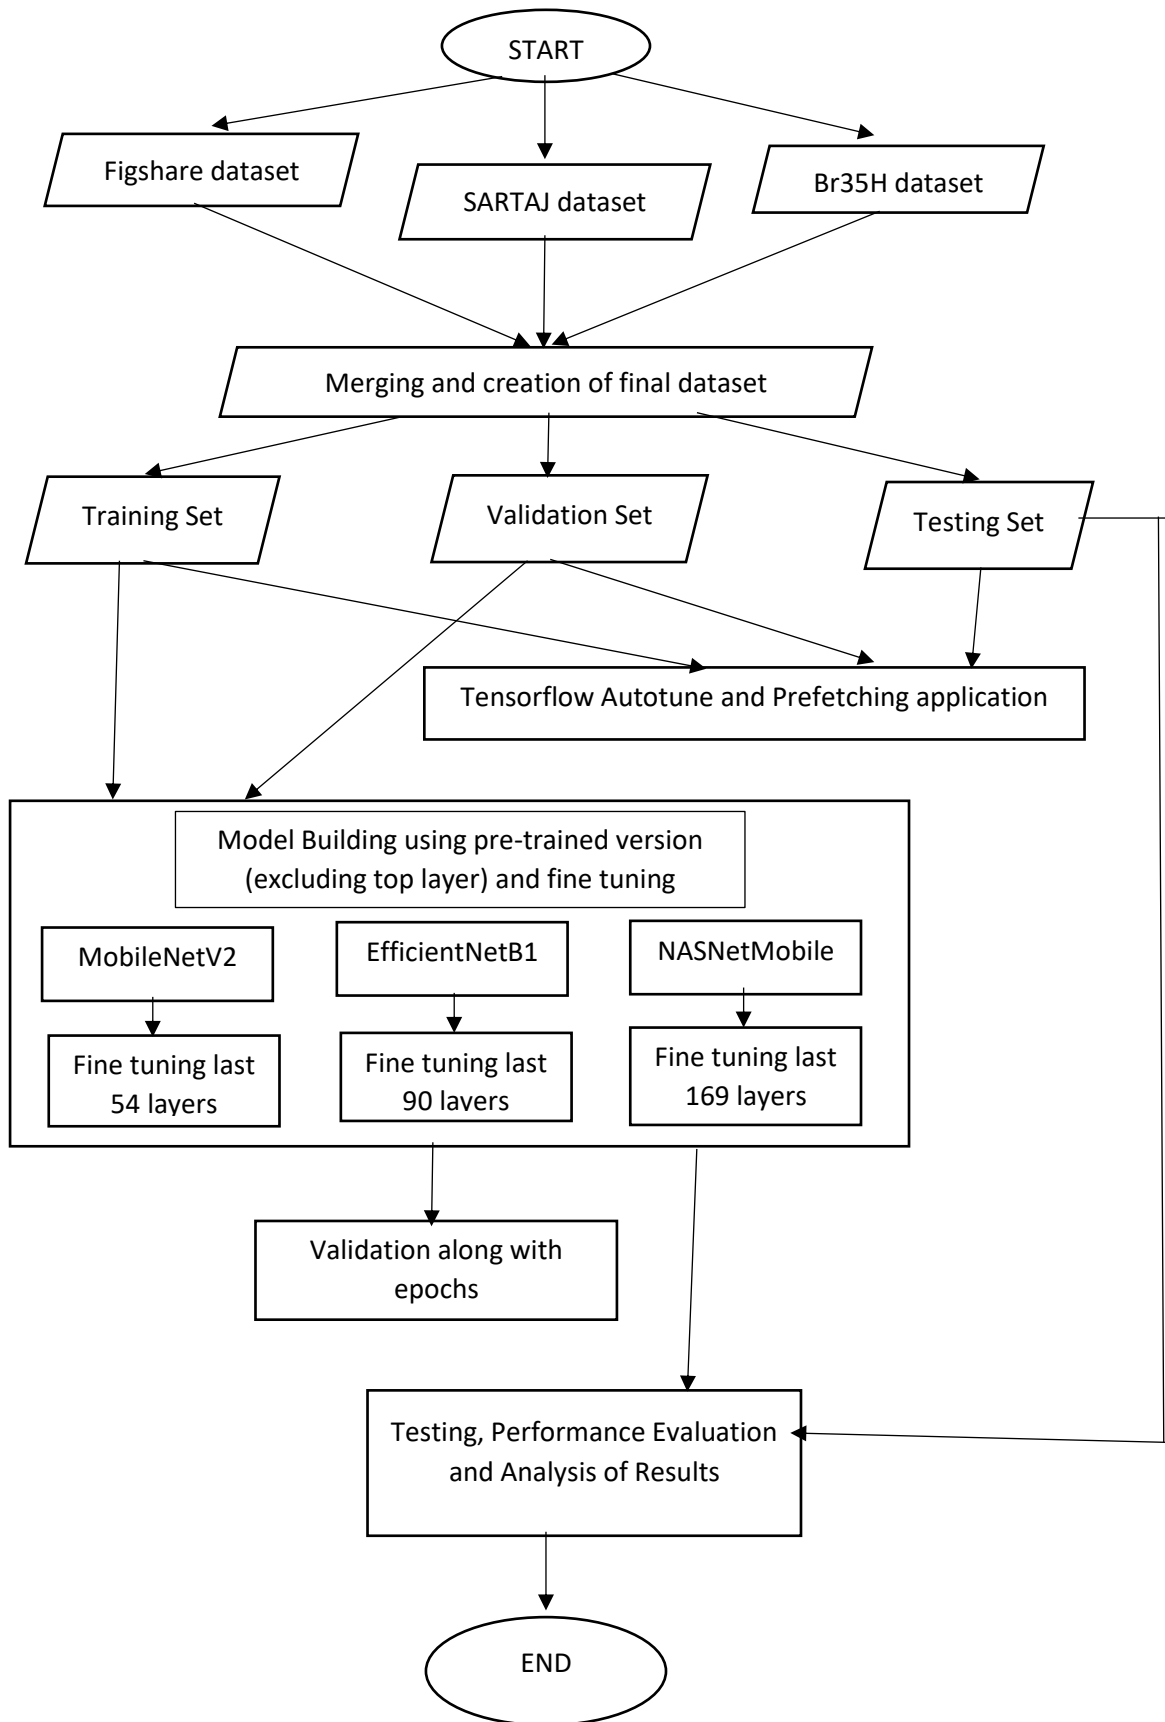 START
Figshare dataset
SARTAJ dataset
Br35H dataset
Merging and creation of final dataset
Training Set
Validation Set
Testing Set
Tensorflow Autotune and Prefetching application
Model Building using pre-trained version
(excluding top layer) and fine tuning
MobileNetV2
EfficientNetB1
NASNetMobile
Fine tuning last
54 layers
Fine tuning last
90 layers
Fine tuning last
169 layers
Validation along with
epochs
Testing, Performance Evaluation
and Analysis of Results
END